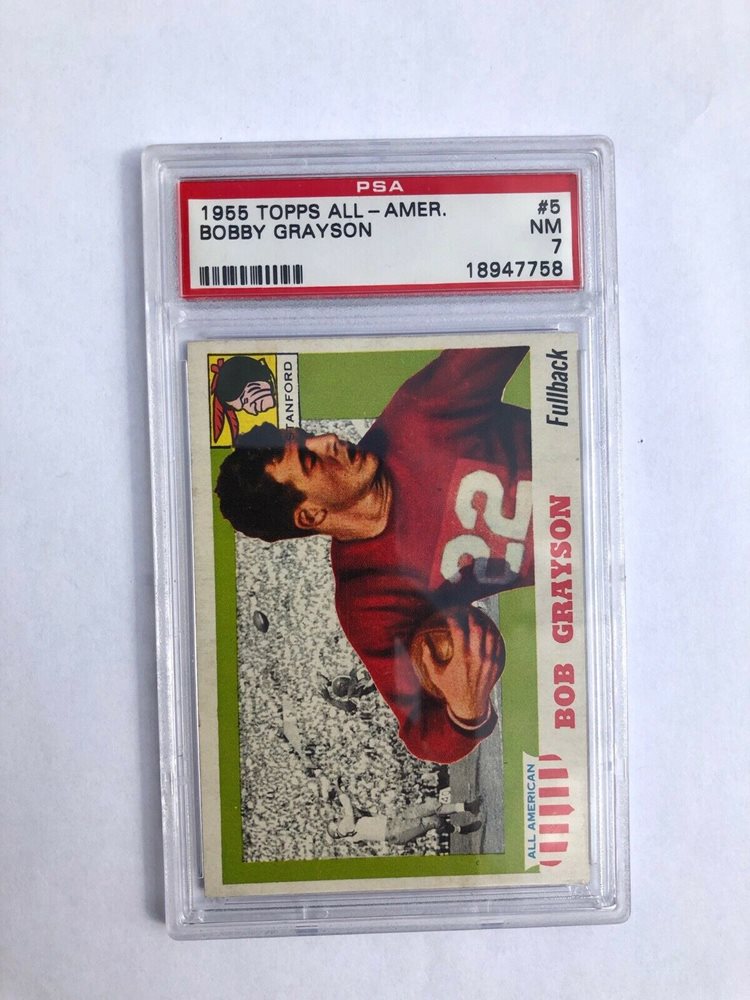 PSA
1955 TOPPS ALL-AMER. #5
BOBBY GRAYSON NM
7
18947758
STANFORD
22
Fullback
BOB GRAYSON
ALL AMERICAN